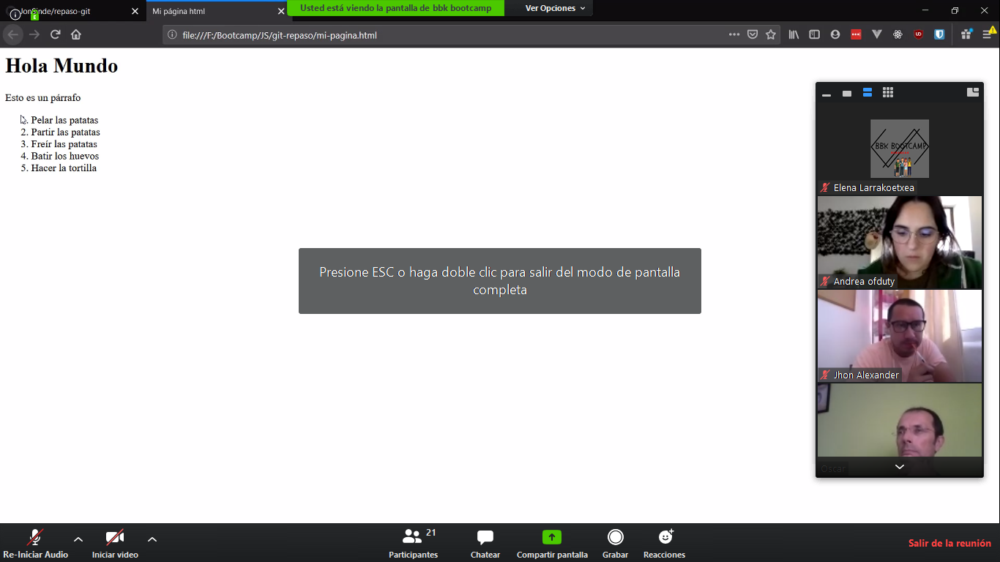 JonSinde/repaso-git
Mi página html
Usted está viendo la pantalla de bbk bootcamp
Ver Opciones
file:///F:/Bootcamp/JS/git-repaso/mi-pagina.html
Hola Mundo
Esto es un párrafo
1. Pelar las patatas
2. Partir las patatas
3. Freír las patatas
4. Batir los huevos
5. Hacer la tortilla
Presione ESC o haga doble clic para salir del modo de pantalla
completa
BBK BOOTCAMP
Elena Larrakoetxea
Andrea ofduty
Jhon Alexander
Oscar
Re-Iniciar Audio
Iniciar video
21
Participantes
Chatear
Compartir pantalla
Grabar
Reacciones
Salir de la reunión